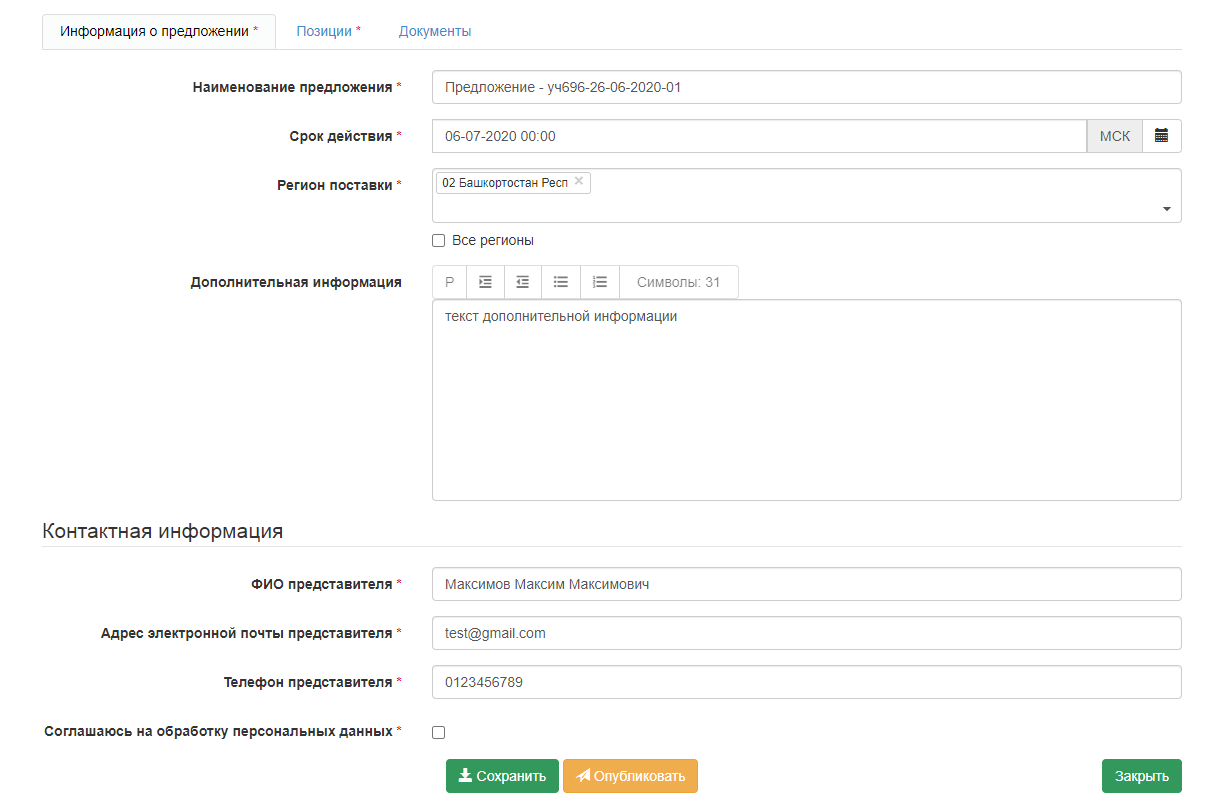 Информация о предложении * Позиции * Документы
Наименование предложения * Предложение - уч696-26-06-2020-01
Срок действия * 06-07-2020 00:00 МСК
Регион поставки * 02 Башкортостан Респ ×
Все регионы
Дополнительная информация P Символы: 31
текст дополнительной информации
Контактная информация
ФИО представителя * Максимов Максим Максимович
Адрес электронной почты представителя * test@gmail.com
Телефон представителя * 0123456789
Соглашаюсь на обработку персональных данных *
Сохранить Опубликовать Закрыть